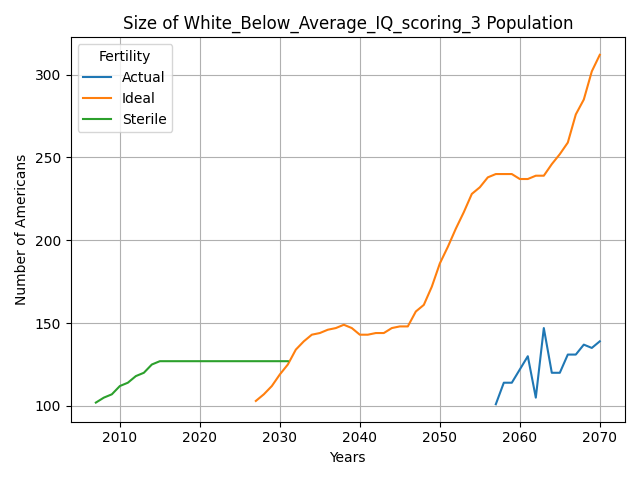 Size of White_Below_Average_IQ_scoring_3 Population
Fertility
Actual
Ideal
Sterile
Number of Americans
300
250
200
150
100
2010 2020 2030 2040 2050 2060 2070
Years